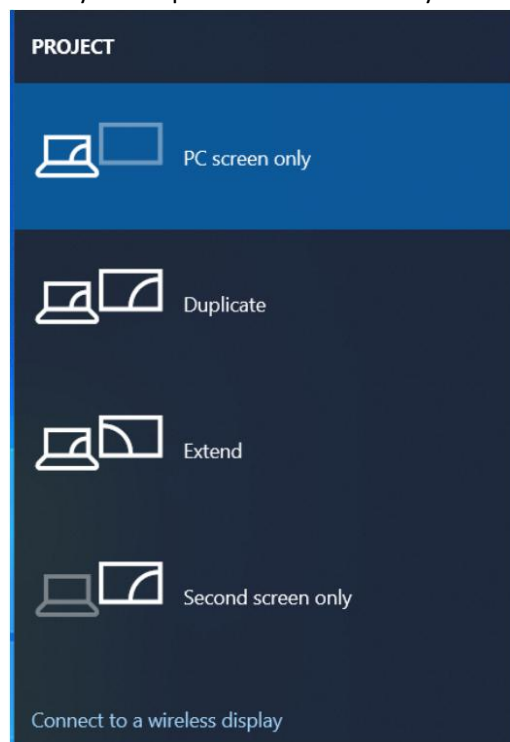 PROJECT
PC screen only
Duplicate
Extend
Second screen only
Connect to a wireless display